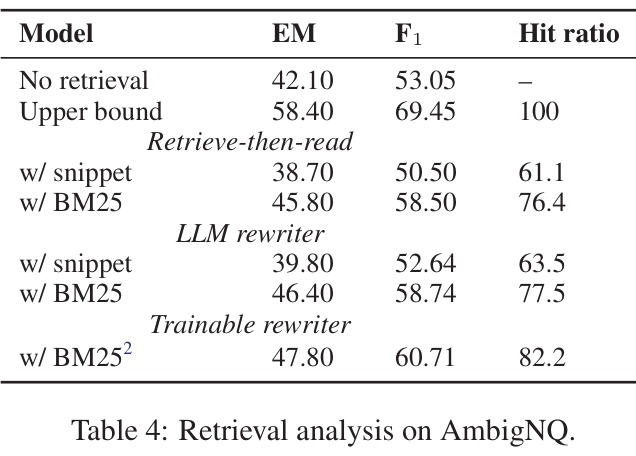 Model EM F1 Hit ratio
No retrieval 42.10 53.05 –
Upper bound 58.40 69.45 100
Retrieve-then-read
w/ snippet 38.70 50.50 61.1
w/ BM25 45.80 58.50 76.4
LLM rewriter
w/ snippet 39.80 52.64 63.5
w/ BM25 46.40 58.74 77.5
Trainable rewriter
w/ BM252 47.80 60.71 82.2
Table 4: Retrieval analysis on AmbigNQ.